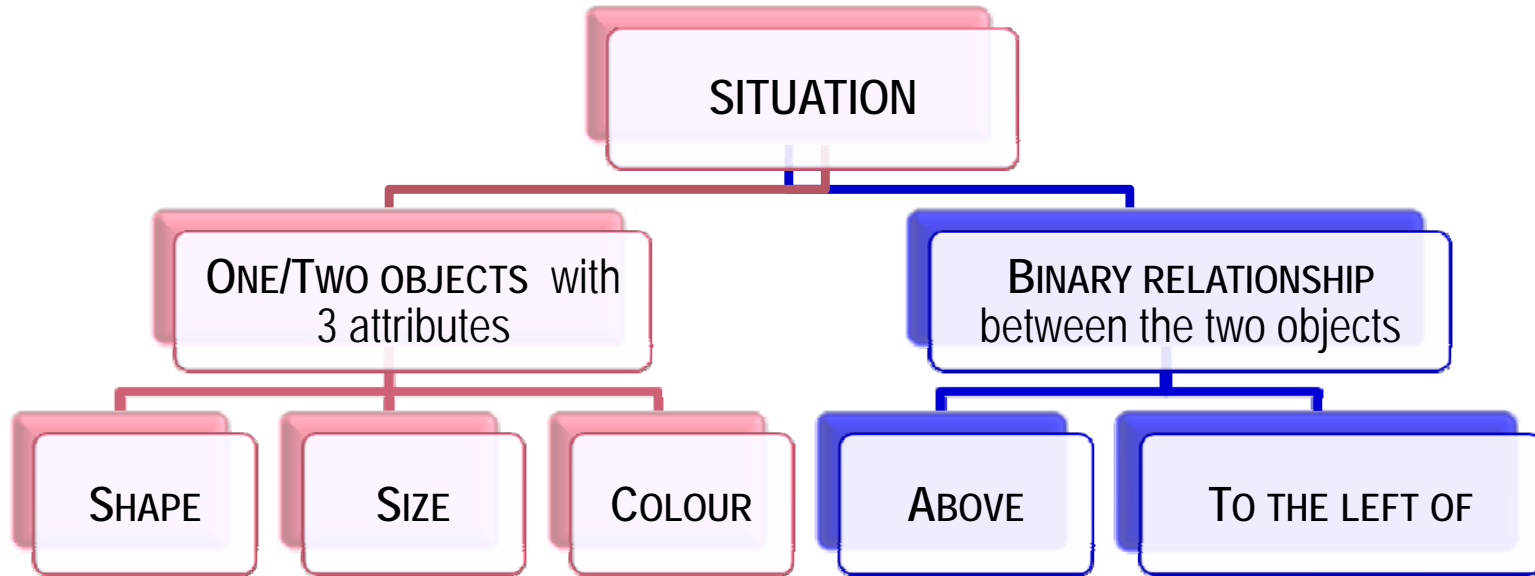 SITUATION
ONE/TWO OBJECTS with
3 attributes
BINARY RELATIONSHIP
between the two objects
SHAPE
SIZE
COLOUR
ABOVE
TO THE LEFT OF